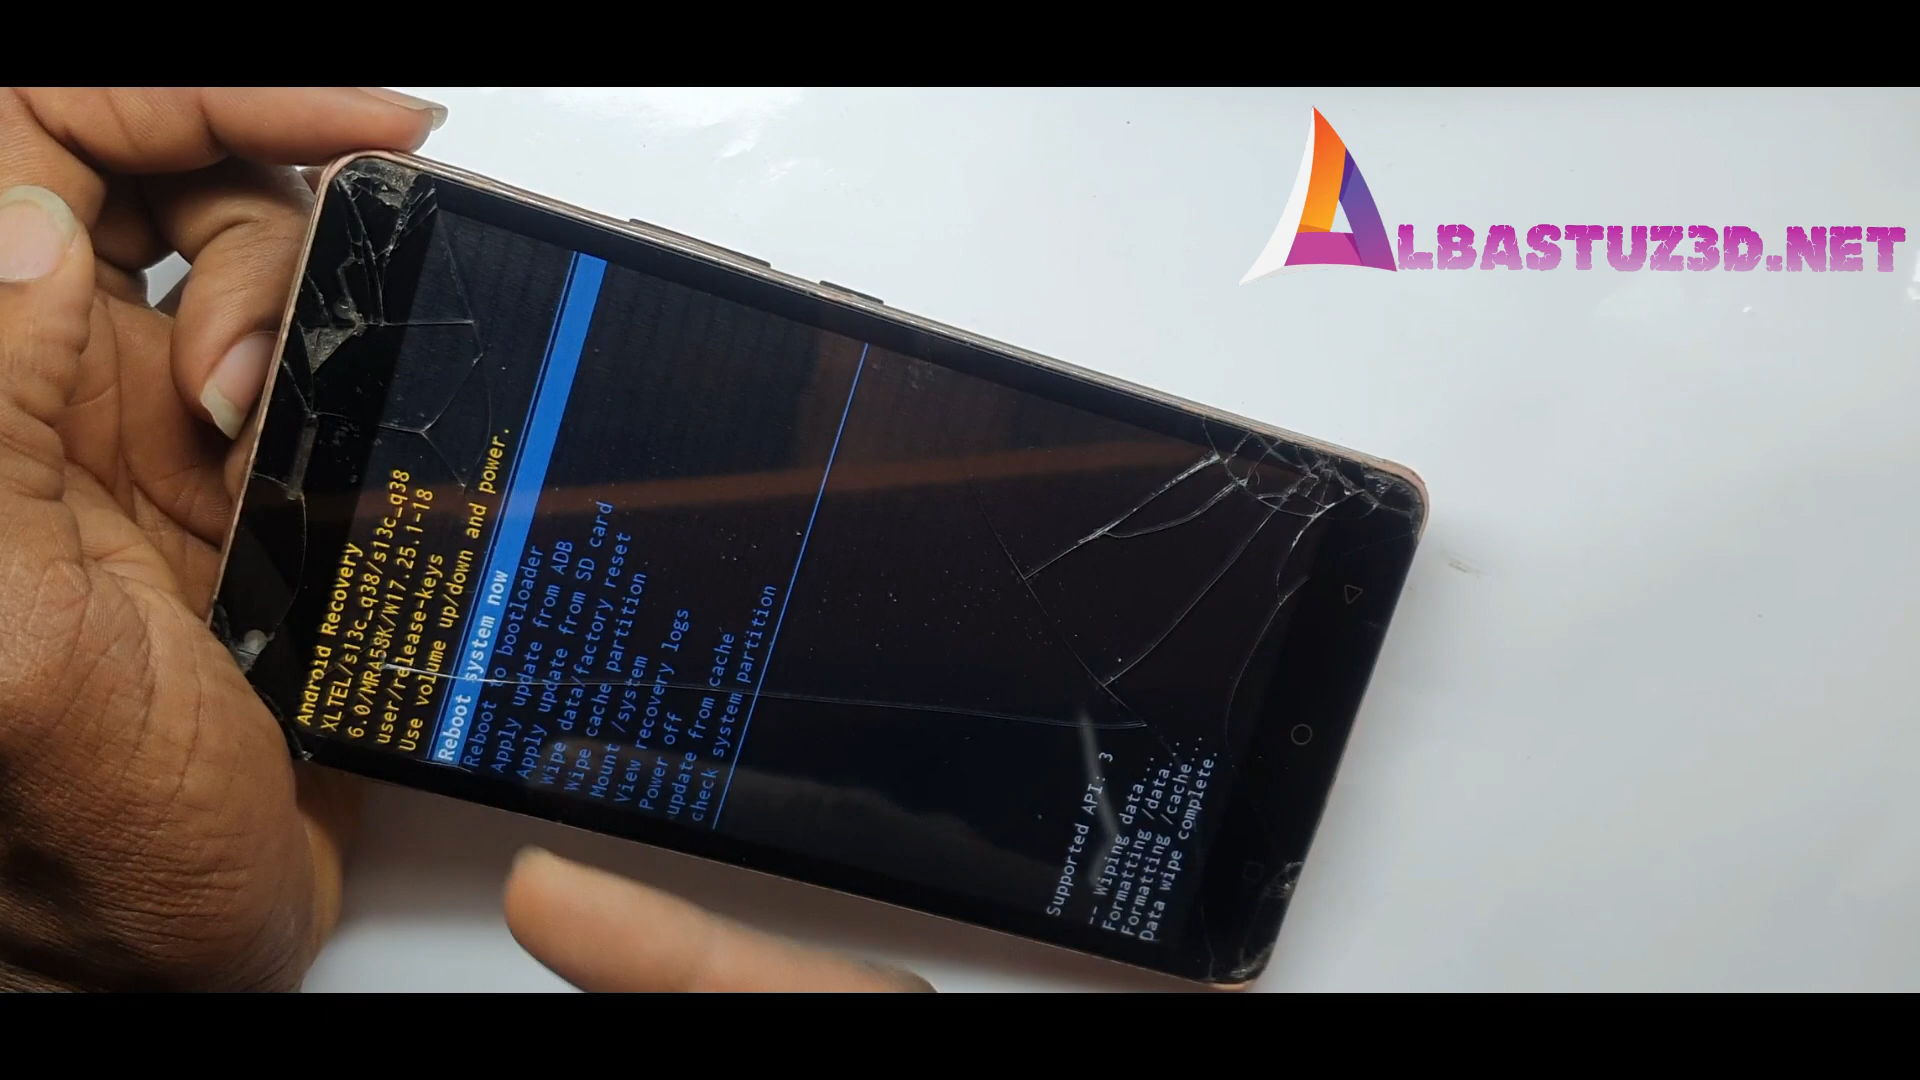 ALBASTUZ3D.NET
Android Recovery
XLTEL/s13c_q38/s13c_q38
6.0/MRA58K/W17.25.1-18
user/release-keys
Use volume up/down and power.
Reboot system now
Reboot to bootloader
Apply update from ADB
Apply update from SD card
Wipe data/factory reset
Wipe cache partition
Mount /system
View recovery logs
Power off
update from cache
check system partition
Supported API: 3
-- Wiping data...
Formatting /data...
Formatting /cache...
Data wipe complete.